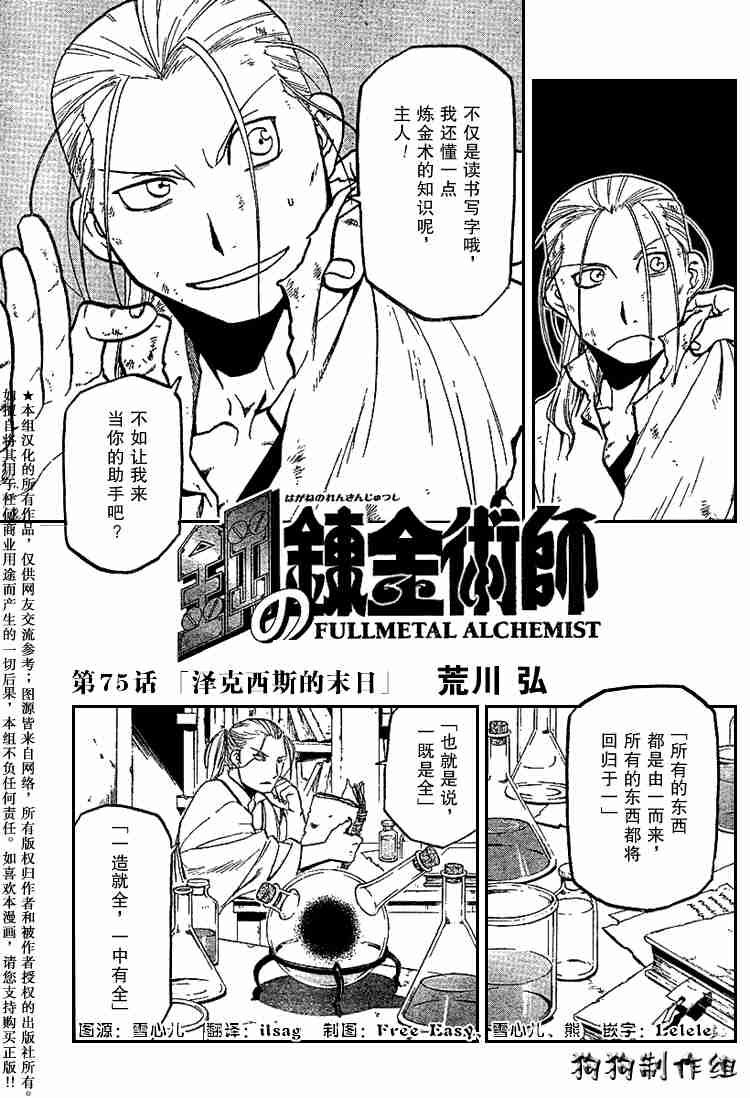 不仅是读书写字哦，
我还懂一点
炼金术的知识呢，
主人！
不如让我来
当你的助手吧？
はがねのれんきんじゅつし
鋼の錬金術師
FULLMETAL ALCHEMIST
第75话「泽克西斯的末日」 荒川 弘
「所有的东西
都是由一而来，
所有的东西都将
回归于一」
「也就是说，
一既是全」
「一造就全，一中有全」
★本组汉化的所有作品，仅供网友交流参考；图源皆来自网络，所有版权归作者和被作者授权的出版社所有。
如擅自将其用于任何商业用途而产生的一切后果，本组不负任何责任。如喜欢本漫画，请您支持购买正版！！
图源：雪心儿 翻译：ilsag 制图：Free-Easy、雪心儿、熊 嵌字：Lelele
狗狗制作组